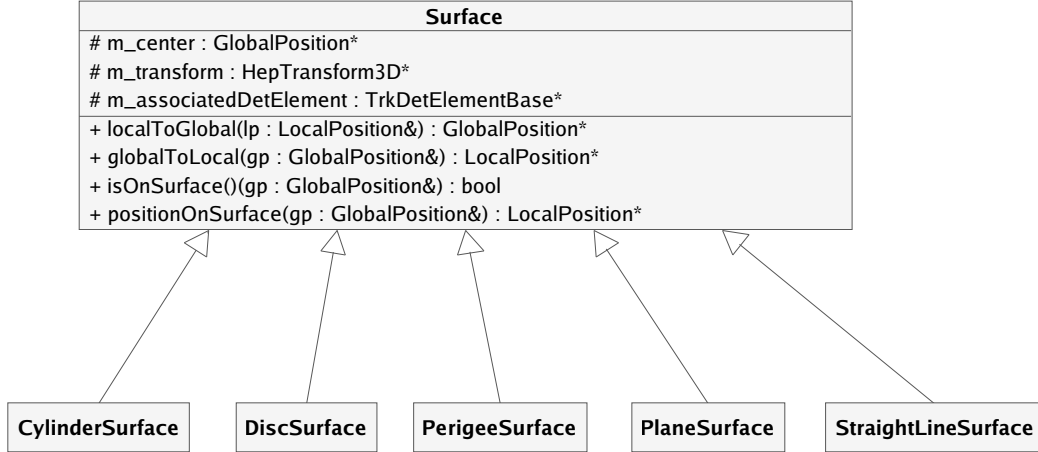 Surface
# m_center : GlobalPosition*
# m_transform : HepTransform3D*
# m_associatedDetElement : TrkDetElementBase*
+ localToGlobal(lp : LocalPosition&) : GlobalPosition*
+ globalToLocal(gp : GlobalPosition&) : LocalPosition*
+ isOnSurface()(gp : GlobalPosition&) : bool
+ positionOnSurface(gp : GlobalPosition&) : LocalPosition*
CylinderSurface
DiscSurface
PerigeeSurface
PlaneSurface
StraightLineSurface